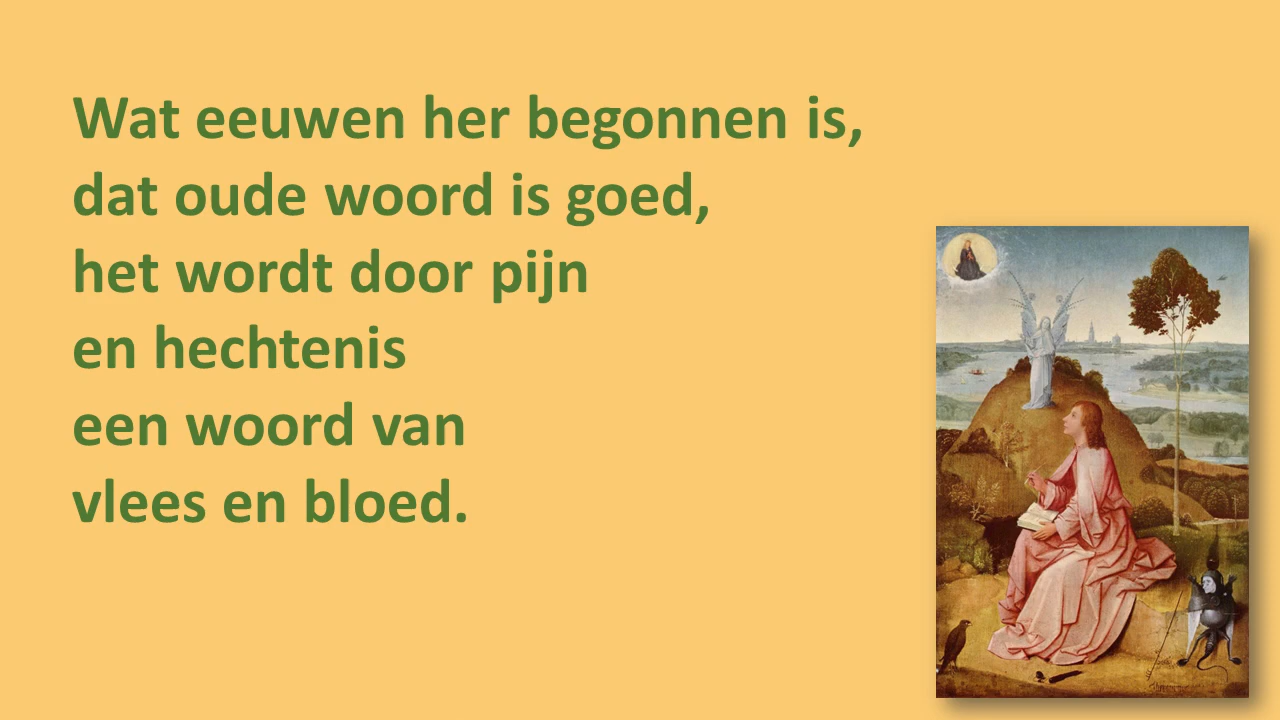 Wat eeuwen her begonnen is,
dat oude woord is goed,
het wordt door pijn
en hechtenis
een woord van
vlees en bloed.